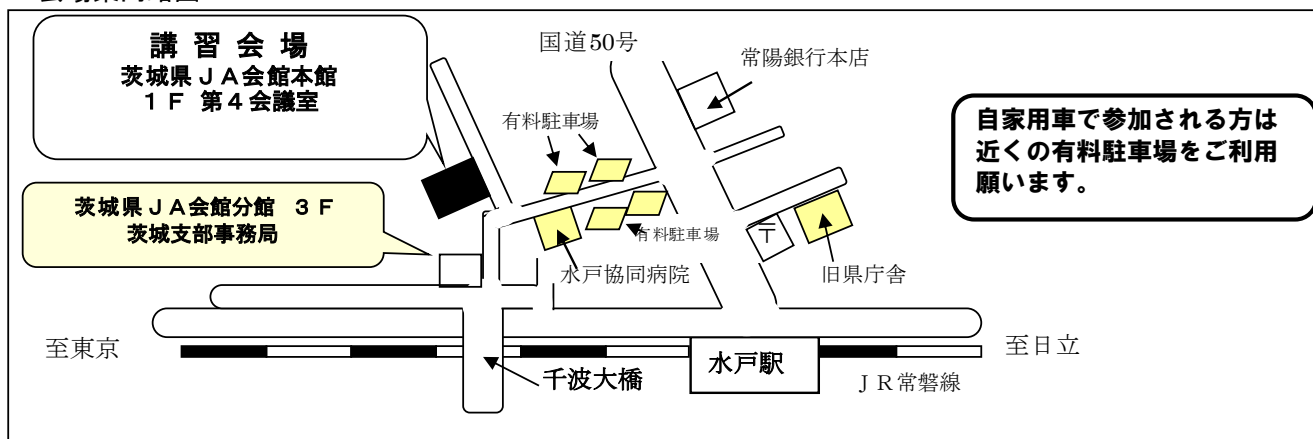 講 習 会 場
茨城県ＪＡ会館本館
１Ｆ 第４会議室
国道50号
常陽銀行本店
有料駐車場
自家用車で参加される方は
近くの有料駐車場をご利用
願います。
茨城県ＪＡ会館分館 ３Ｆ
茨城支部事務局
有料駐車場
〒
水戸協同病院
旧県庁舎
至東京
水戸駅
至日立
千波大橋
ＪＲ常磐線